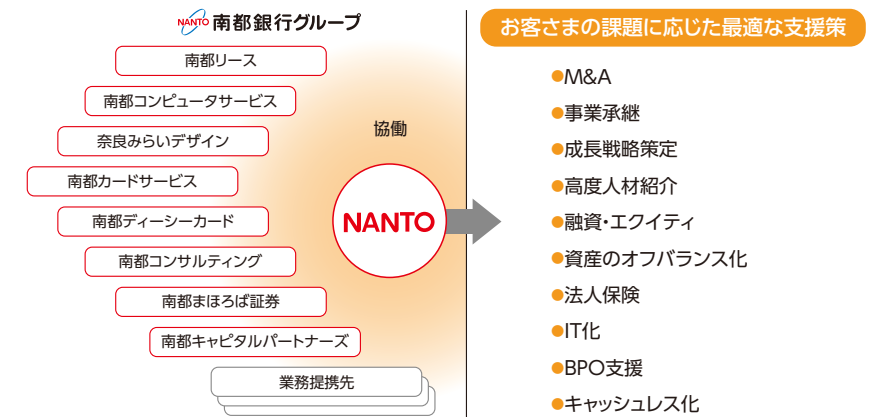 NANTO 南都銀行グループ
南都リース
南都コンピュータサービス
奈良みらいデザイン
南都カードサービス
南都ディーシーカード
南都コンサルティング
南都まほろば証券
南都キャピタルパートナーズ
業務提携先
協働
NANTO
お客さまの課題に応じた最適な支援策
●M&A
●事業承継
●成長戦略策定
●高度人材紹介
●融資・エクイティ
●資産のオフバランス化
●法人保険
●IT化
●BPO支援
●キャッシュレス化